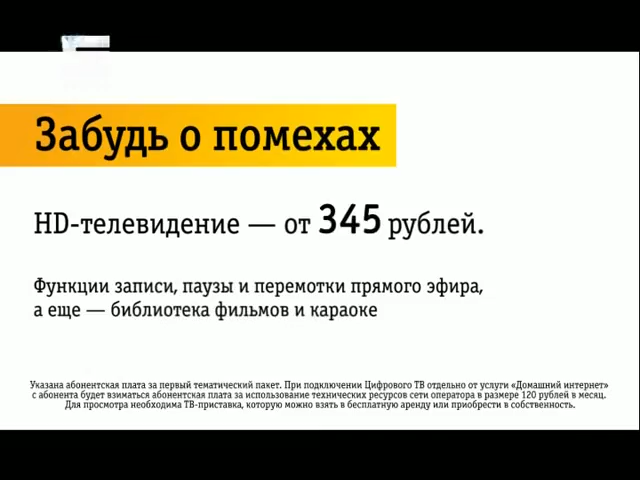 Забудь о помехах
HD-телевидение — от 345 рублей.
Функции записи, паузы и перемотки прямого эфира,
а еще — библиотека фильмов и караоке
Указана абонентская плата за первый тематический пакет. При подключении Цифрового ТВ отдельно от услуги «Домашний интернет»
с абонента будет взиматься абонентская плата за использование технических ресурсов сети оператора в размере 120 рублей в месяц.
Для просмотра необходима ТВ-приставка, которую можно взять в бесплатную аренду или приобрести в собственность.